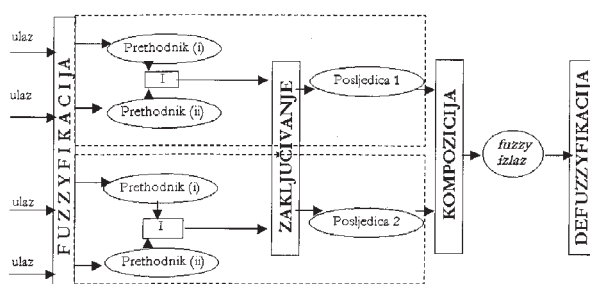 ulaz
ulaz
ulaz
ulaz
FUZZYFIKACIJA
Prethodnik (i)
I
Prethodnik (ii)
Prethodnik (i)
I
Prethodnik (ii)
ZAKLJUCIVANJE
Posljedica 1
Posljedica 2
KOMPOZICIJA
fuzzy
izlaz
DEFUZZYFIKACIJA